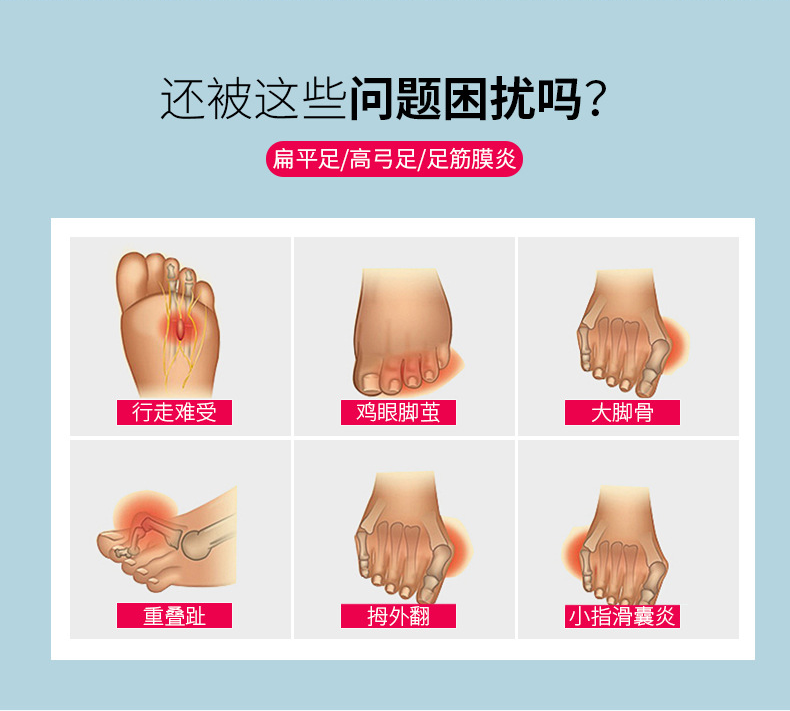 还被这些问题困扰吗？
扁平足/高弓足/足筋膜炎
行走难受
鸡眼脚茧
大脚骨
重叠趾
拇外翻
小指滑囊炎